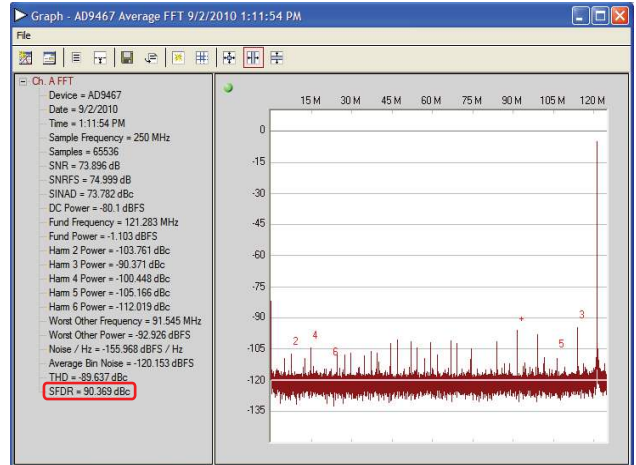 Graph - AD9467 Average FFT 9/2/2010 1:11:54 PM
File
Ch. A FFT
Device = AD9467
Date = 9/2/2010
Time = 1:11:54 PM
Sample Frequency = 250 MHz
Samples = 65536
SNR = 73.896 dB
SNRFS = 74.999 dB
SINAD = 73.782 dBc
DC Power = -80.1 dBFS
Fund Frequency = 121.283 MHz
Fund Power = -1.103 dBFS
Harm 2 Power = -103.761 dBc
Harm 3 Power = -90.371 dBc
Harm 4 Power = -100.448 dBc
Harm 5 Power = -105.166 dBc
Harm 6 Power = -112.019 dBc
Worst Other Frequency = 91.545 MHz
Worst Other Power = -92.926 dBFS
Noise / Hz = -155.968 dBFS / Hz
Average Bin Noise = -120.153 dBFS
THD = -89.637 dBc
SFDR = 90.369 dBc
15 M 30 M 45 M 60 M 75 M 90 M 105 M 120 M
0
-15
-30
-45
-60
-75
-90
-105
-120
-135
2 4 6 + 5 3